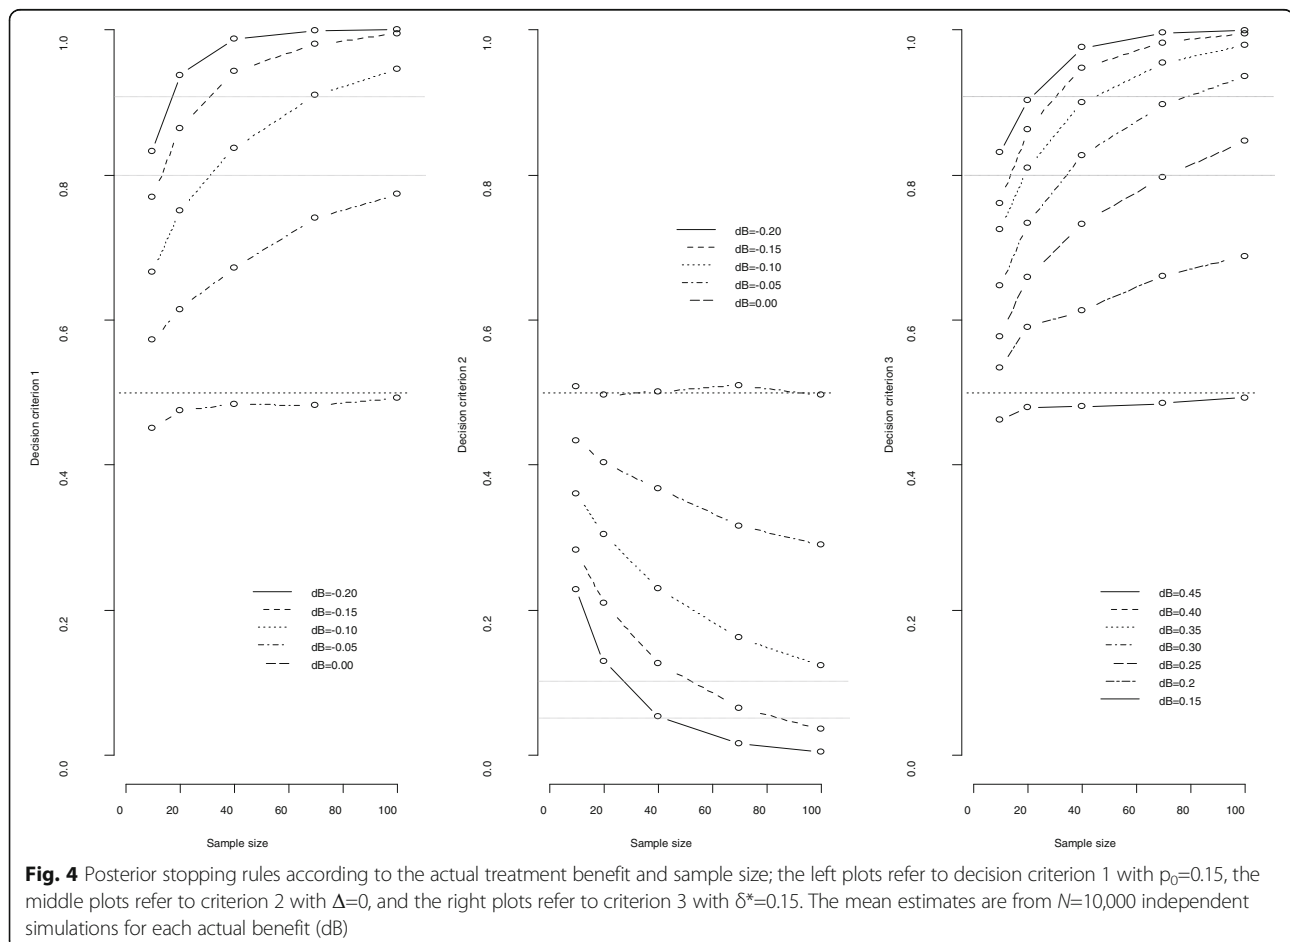 1.0
0.8
0.6
0.4
0.2
0.0
Decision criterion 1
dB=-0.20
dB=-0.15
dB=-0.10
dB=-0.05
dB=0.00
0
20
40
60
80
100
Sample size
1.0
0.8
0.6
0.4
0.2
0.0
Decision criterion 2
dB=-0.20
dB=-0.15
dB=-0.10
dB=-0.05
dB=0.00
0
20
40
60
80
100
Sample size
1.0
0.8
0.6
0.4
0.2
0.0
Decision criterion 3
dB=0.45
dB=0.40
dB=0.35
dB=0.30
dB=0.25
dB=0.2
dB=0.15
0
20
40
60
80
100
Sample size
Fig. 4 Posterior stopping rules according to the actual treatment benefit and sample size; the left plots refer to decision criterion 1 with p₀=0.15, the
middle plots refer to criterion 2 with Δ=0, and the right plots refer to criterion 3 with δ*=0.15. The mean estimates are from N=10,000 independent
simulations for each actual benefit (dB)